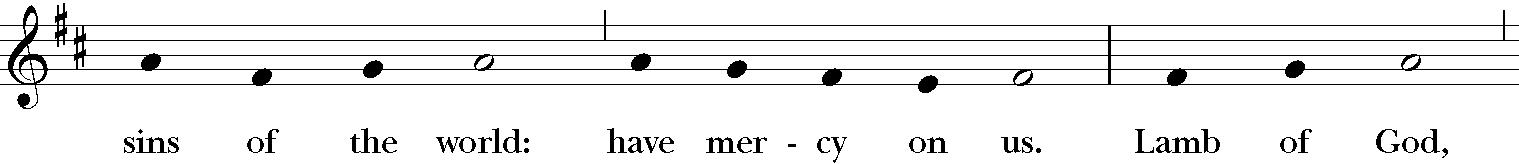 sins of the world: have mer - cy on us. Lamb of God,